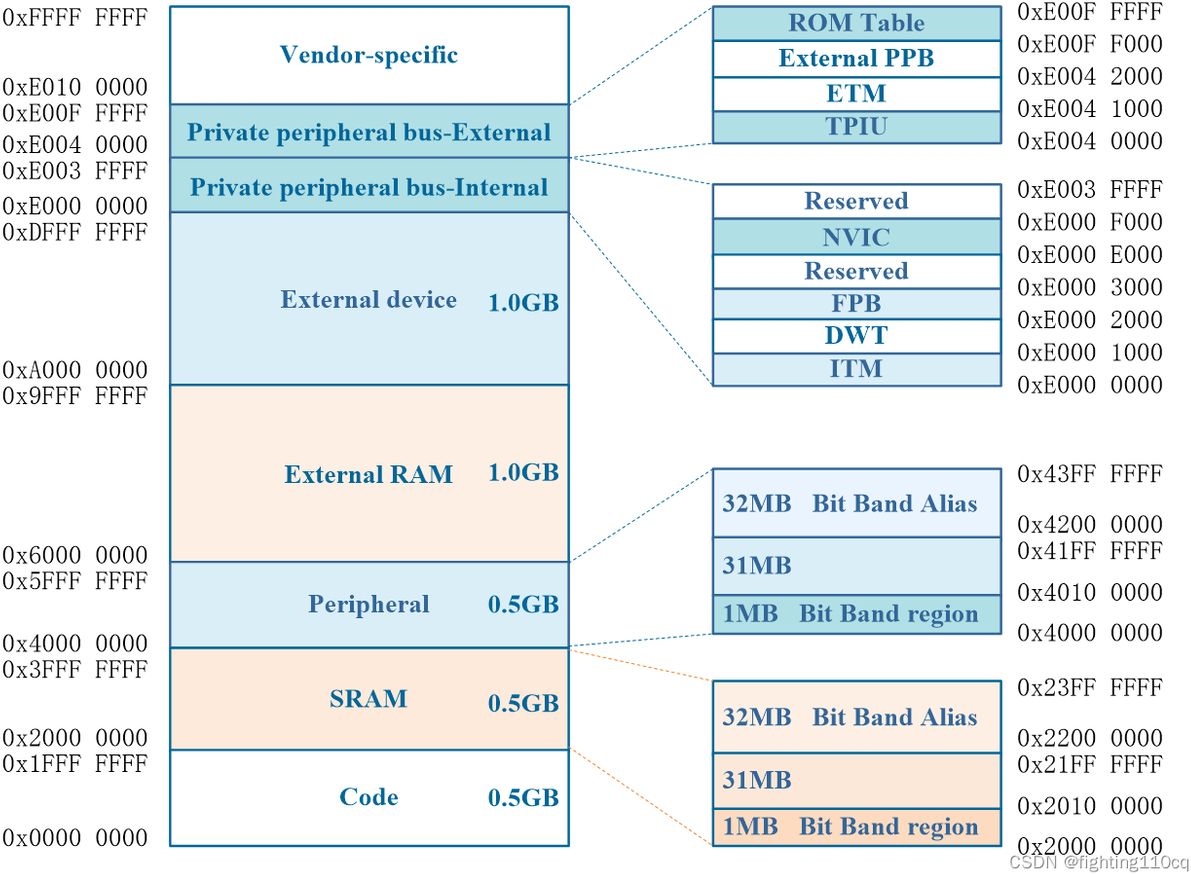 0xFFFF FFFF
Vendor-specific
0xE010 0000
0xE00F FFFF
Private peripheral bus-External
0xE004 0000
0xE003 FFFF
Private peripheral bus-Internal
0xE000 0000
0xDFFF FFFF
External device 1.0GB
0xA000 0000
0x9FFF FFFF
External RAM 1.0GB
0x6000 0000
0x5FFF FFFF
Peripheral 0.5GB
0x4000 0000
0x3FFF FFFF
SRAM 0.5GB
0x2000 0000
0x1FFF FFFF
Code 0.5GB
0x0000 0000
0xE00F FFFF
ROM Table
0xE00F F000
External PPB
0xE004 2000
ETM
0xE004 1000
TPIU
0xE004 0000
0xE003 FFFF
Reserved
0xE000 F000
NVIC
0xE000 E000
Reserved
0xE000 3000
FPB
0xE000 2000
DWT
0xE000 1000
ITM
0xE000 0000
0x43FF FFFF
32MB Bit Band Alias
0x4200 0000
0x41FF FFFF
31MB
0x4010 0000
1MB Bit Band region
0x4000 0000
0x23FF FFFF
32MB Bit Band Alias
0x2200 0000
0x21FF FFFF
31MB
0x2010 0000
1MB Bit Band region
0x2000 0000
CSDN @fighting110cq